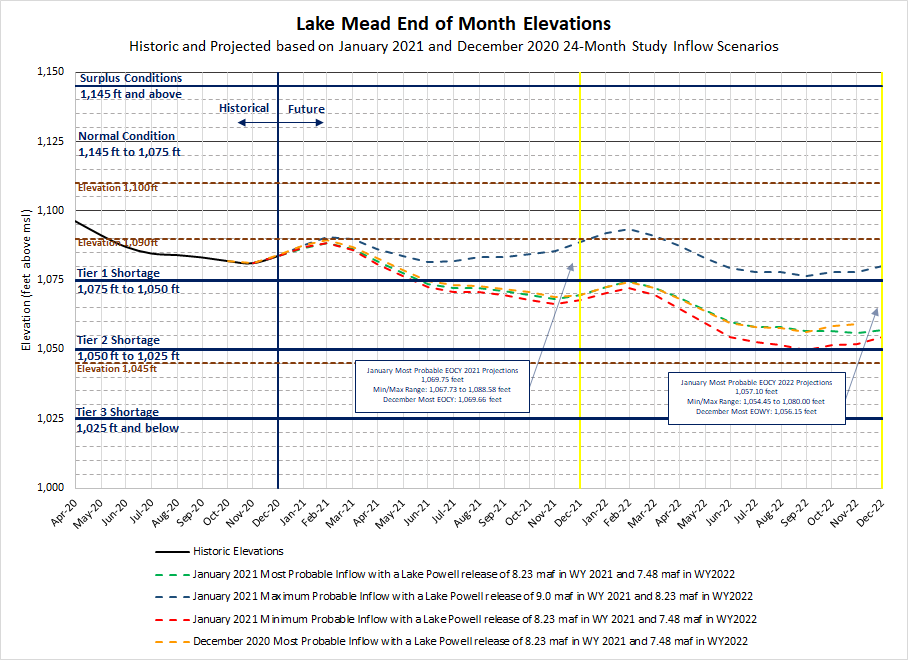 Lake Mead End of Month Elevations
Historic and Projected based on January 2021 and December 2020 24-Month Study Inflow Scenarios
1,150
Surplus Conditions
1,145 ft and above
Historical
Future
1,125
Normal Condition
1,145 ft to 1,075 ft
Elevation 1,100 ft
1,100
Elevation 1,090 ft
Elevation (feet above msl)
Tier 1 Shortage
1,075
1,075 ft to 1,050 ft
Tier 2 Shortage
1,050
1,050 ft to 1,025 ft
Elevation 1,045 ft
January Most Probable EOCY 2021 Projections
1,069.75 feet
Min/Max Range: 1,067.73 to 1,088.58 feet
December Most EOCY: 1,069.66 feet
January Most Probable EOCY 2022 Projections
1,057.10 feet
Min/Max Range: 1,054.45 to 1,080.00 feet
December Most EOWY: 1,056.15 feet
Tier 3 Shortage
1,025
1,025 ft and below
1,000
Apr-20
May-20
Jun-20
Jul-20
Aug-20
Sep-20
Oct-20
Nov-20
Dec-20
Jan-21
Feb-21
Mar-21
Apr-21
May-21
Jun-21
Jul-21
Aug-21
Sep-21
Oct-21
Nov-21
Dec-21
Jan-22
Feb-22
Mar-22
Apr-22
May-22
Jun-22
Jul-22
Aug-22
Sep-22
Oct-22
Nov-22
Dec-22
Historic Elevations
January 2021 Most Probable Inflow with a Lake Powell release of 8.23 maf in WY 2021 and 7.48 maf in WY2022
January 2021 Maximum Probable Inflow with a Lake Powell release of 9.0 maf in WY 2021 and 8.23 maf in WY2022
January 2021 Minimum Probable Inflow with a Lake Powell release of 8.23 maf in WY 2021 and 7.48 maf in WY2022
December 2020 Most Probable Inflow with a Lake Powell release of 8.23 maf in WY 2021 and 7.48 maf in WY2022